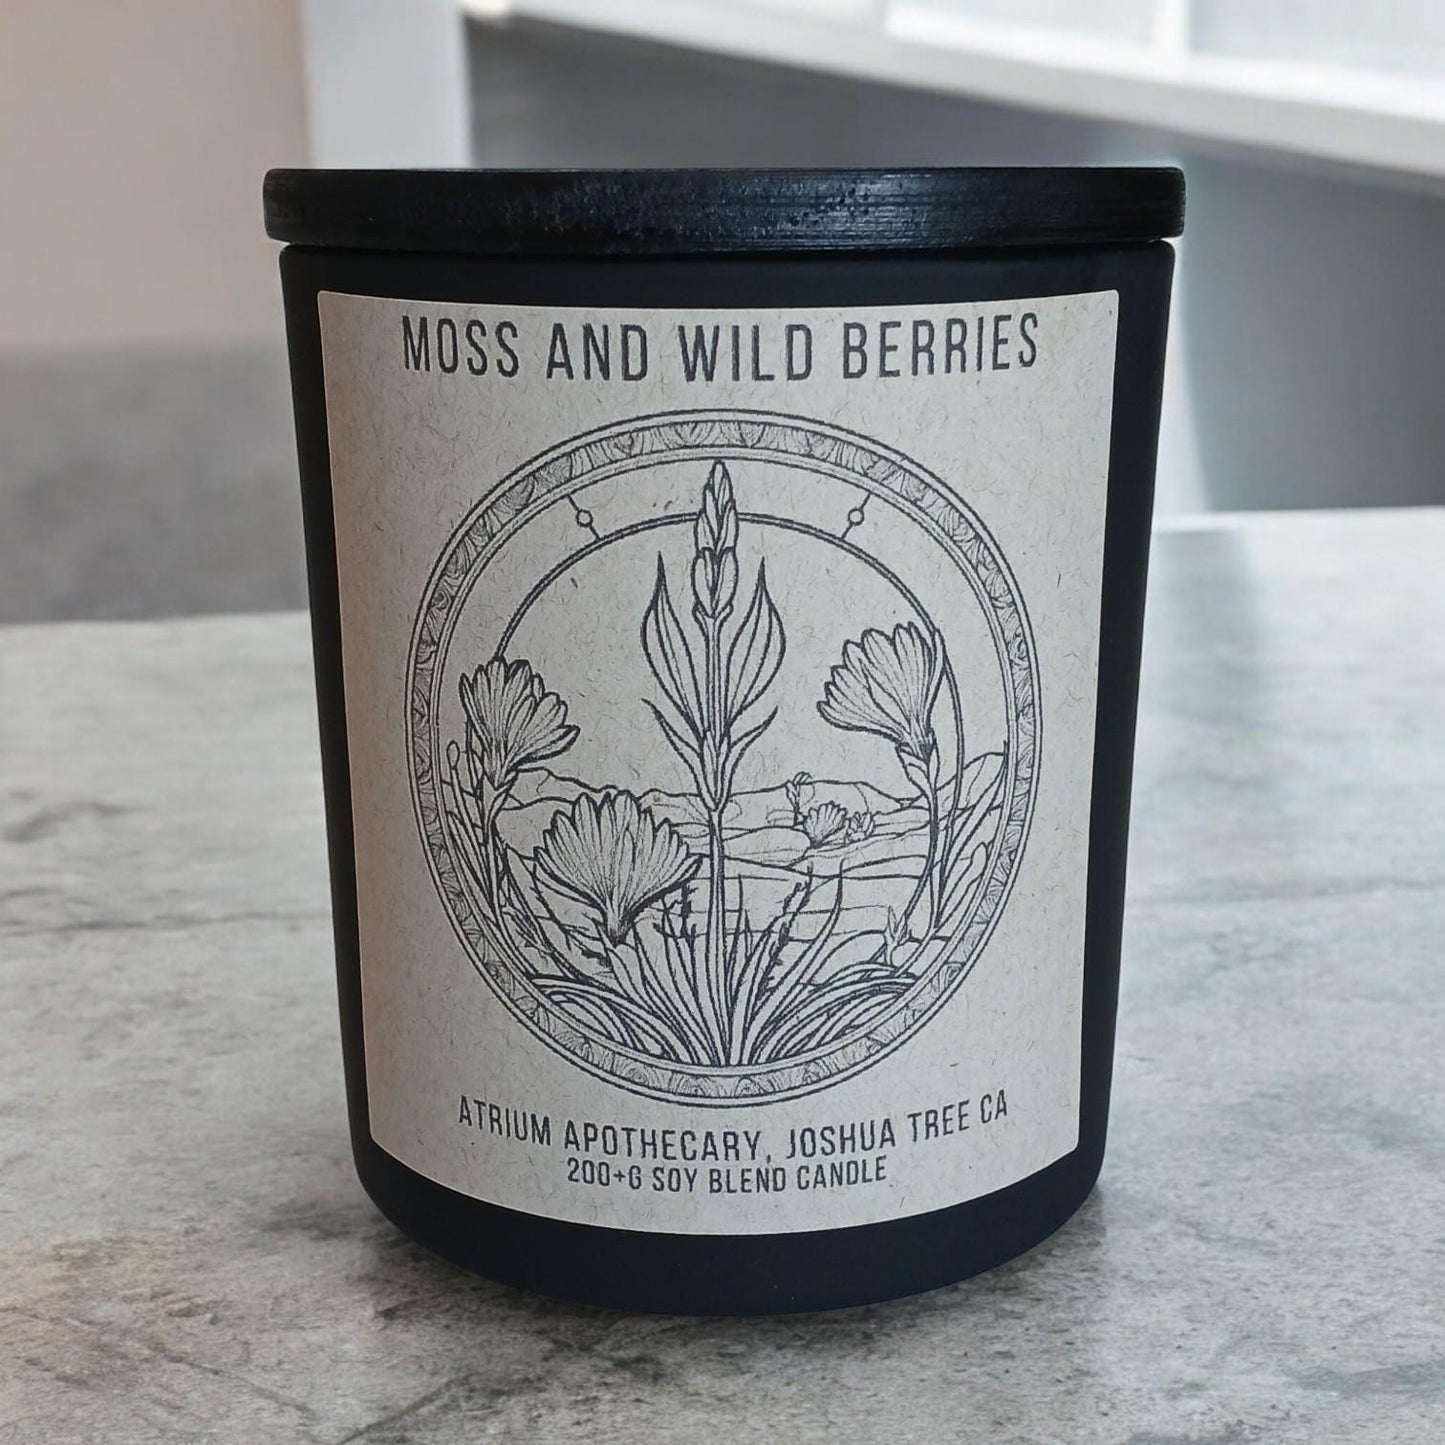 MOSS AND WILD BERRIES
ATRIUM APOTHECARY, JOSHUA TREE CA
200+G SOY BLEND CANDLE